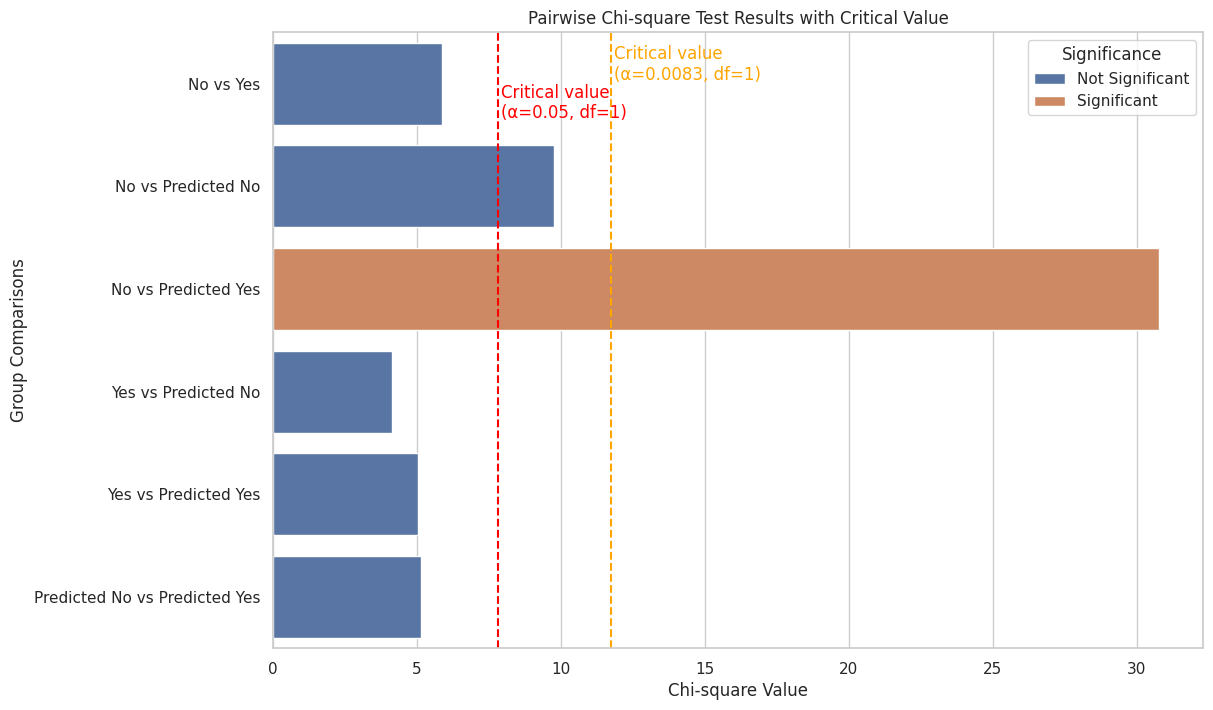 Pairwise Chi-square Test Results with Critical Value
Critical value
(α=0.0083, df=1)
Critical value
(α=0.05, df=1)
Significance
Not Significant
Significant
Group Comparisons
No vs Yes
No vs Predicted No
No vs Predicted Yes
Yes vs Predicted No
Yes vs Predicted Yes
Predicted No vs Predicted Yes
0 5 10 15 20 25 30
Chi-square Value